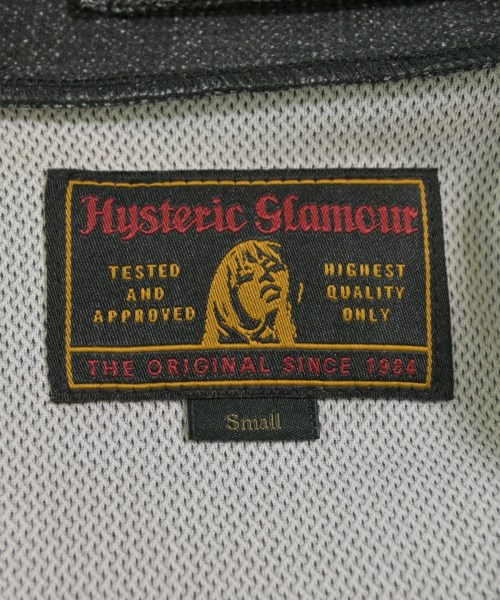 Hysteric Glamour
TESTED
AND
APPROVED
HIGHEST
QUALITY
ONLY
THE ORIGINAL SINCE 1984
Small